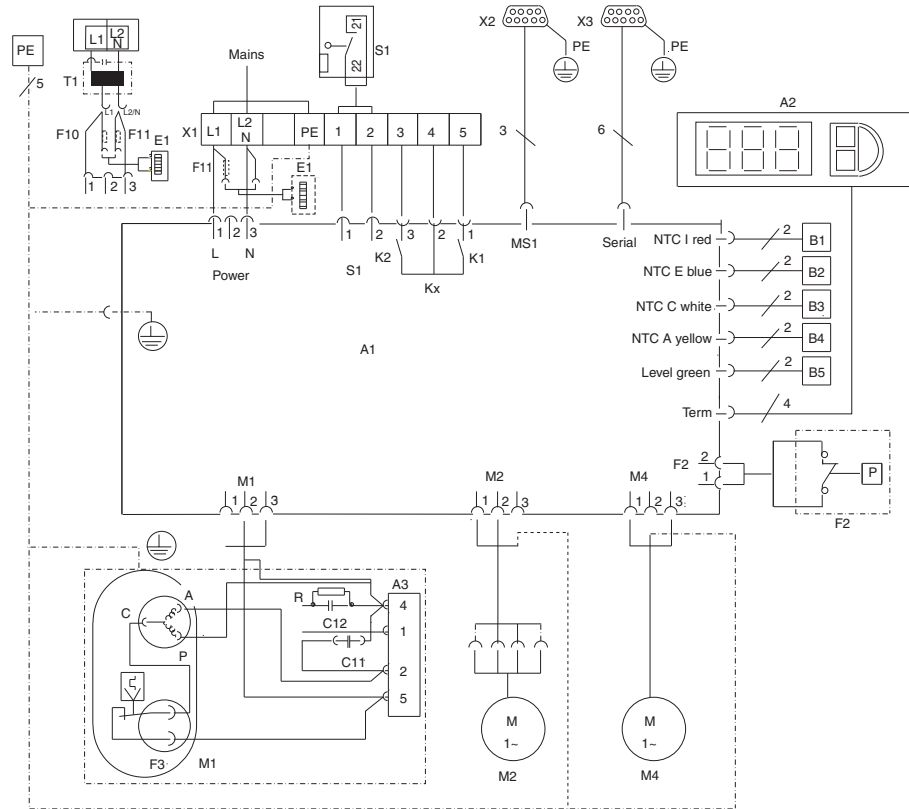 X2
X3
PE
PE
PE
5
L1 L2 N
T1
L1 L2/N
F10 F11
E1
1 2 3
Mains
21
22
S1
X1 L1 L2 N PE 1 2 3 4 5
F11
E1
3
6
A2
1 2 3
L N
Power
1 2
S1
3 2 1
K2 K1
Kx
MS1
Serial
NTC I red 2 B1
NTC E blue 2 B2
NTC C white 2 B3
NTC A yellow 2 B4
Level green 2 B5
Term 4
A1
F2
2
1
P
F2
M1
1 2 3
M2
1 2 3
M4
1 2 3
C
A
P
R
C12
C11
A3
4
1
2
5
F3
M1
M
1~
M2
M
1~
M4